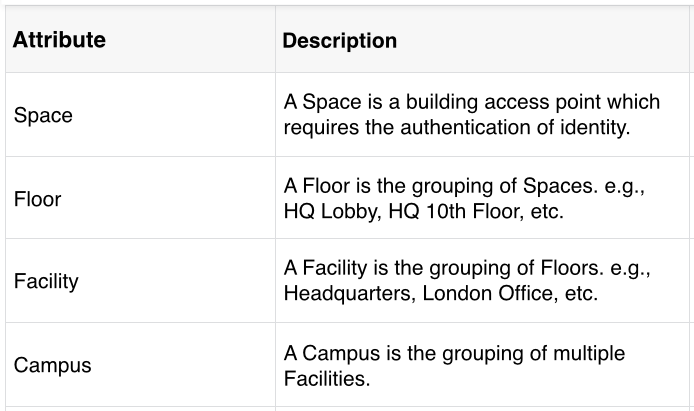 Attribute
Description
Space
A Space is a building access point which
requires the authentication of identity.
Floor
A Floor is the grouping of Spaces. e.g.,
HQ Lobby, HQ 10th Floor, etc.
Facility
A Facility is the grouping of Floors. e.g.,
Headquarters, London Office, etc.
Campus
A Campus is the grouping of multiple
Facilities.